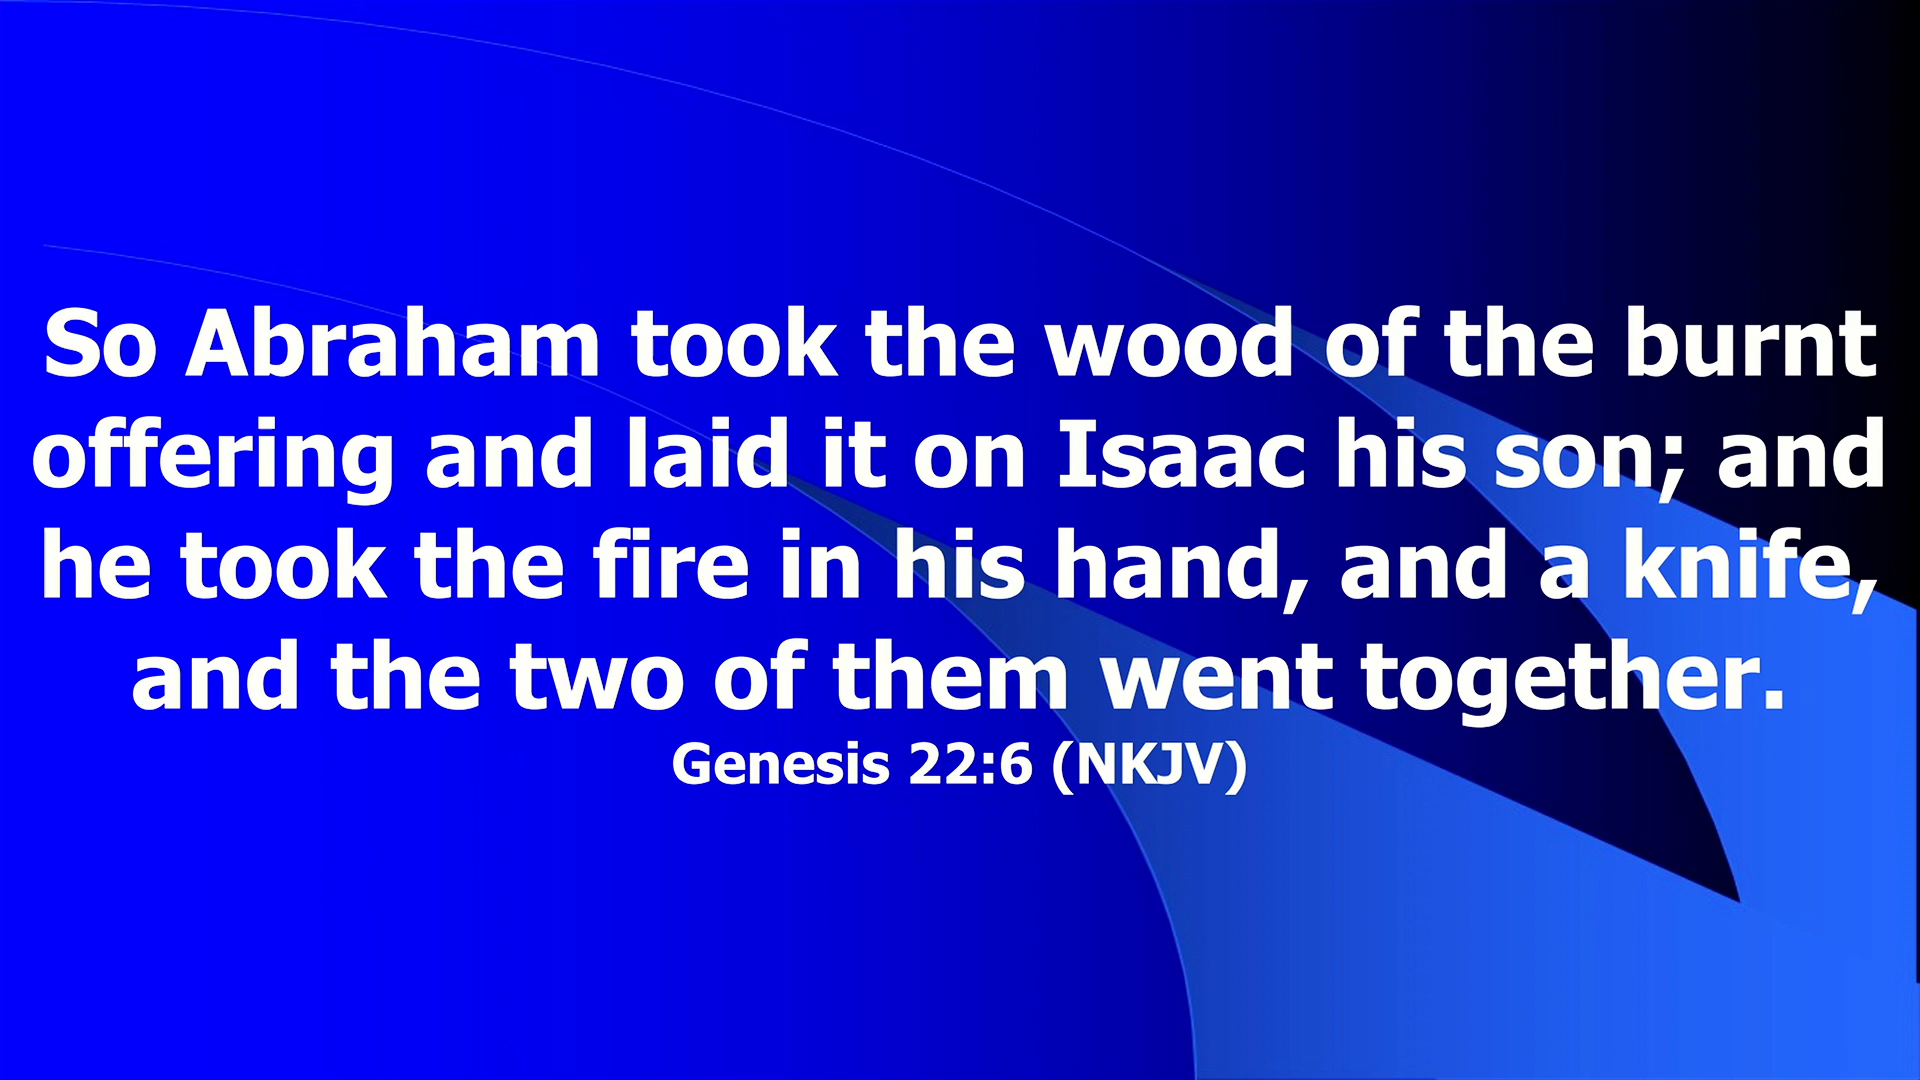 So Abraham took the wood of the burnt
offering and laid it on Isaac his son; and
he took the fire in his hand, and a knife,
and the two of them went together.
Genesis 22:6 (NKJV)